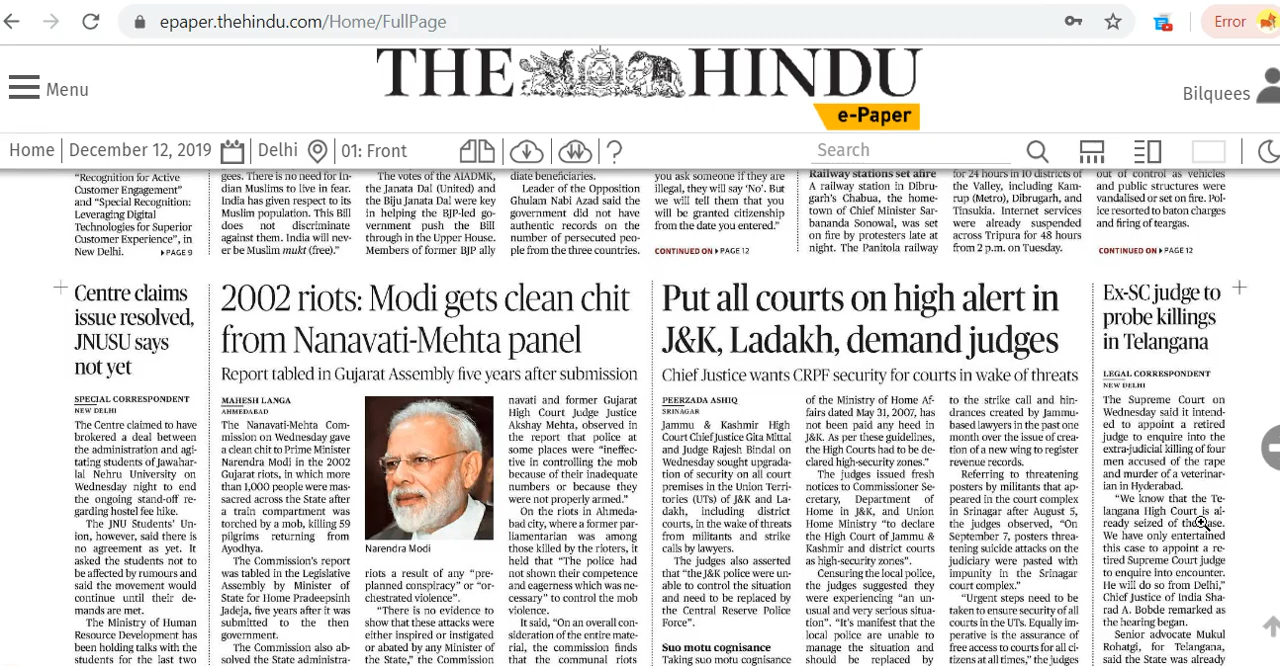 epaper.thehindu.com/Home/FullPage
Error
Menu
THE HINDU
e-Paper
Bilquees
Home
December 12, 2019
Delhi
01: Front
?
Search
"Recognition for Active
Customer Engagement"
and "Special Recognition:
Leveraging Digital
Technologies for Superior
Customer Experience", in
New Delhi. ▶PAGE 9
gees. There is no need for In-
dian Muslims to live in fear.
India has given respect to its
Muslim population. This Bill
does not discriminate
against them. India will nev-
er be Muslim mukt (free)."
The votes of the AIADMK,
the Janata Dal (United) and
the Biju Janata Dal were key
in helping the BJP-led go-
vernment push the Bill
through in the Upper House.
Members of former BJP ally
diate beneficiaries.
Leader of the Opposition
Ghulam Nabi Azad said the
government did not have
authentic records on the
number of persecuted peo-
ple from the three countries.
you ask someone if they are
illegal, they will say 'No'. But
we will tell them that you
will be granted citizenship
from the date you entered."
CONTINUED ON ▶ PAGE 12
Railway stations set afire
A railway station in Dibru-
garh's Chabua, the home-
town of Chief Minister Sar-
bananda Sonowal, was set
on fire by protesters late at
night. The Panitola railway
for 24 hours in 10 districts of
the Valley, including Kam-
rup (Metro), Dibrugarh, and
Tinsukia. Internet services
were already suspended
across Tripura for 48 hours
from 2 p.m. on Tuesday.
out of control as vehicles
and public structures were
vandalised or set on fire. Pol-
ice resorted to baton charges
and firing of teargas.
CONTINUED ON ▶ PAGE 12
Centre claims
issue resolved,
JNUSU says
not yet
SPECIAL CORRESPONDENT
NEW DELHI
The Centre claimed to have
brokered a deal between
the administration and agi-
tating students of Jawahar-
lal Nehru University on
Wednesday night to end
the ongoing stand-off re-
garding hostel fee hike.
The JNU Students' Un-
ion, however, said there is
no agreement as yet. It
asked the students not to
be affected by rumours and
said the movement would
continue until their de-
mands are met.
The Ministry of Human
Resource Development has
been holding talks with the
students for the last two
2002 riots: Modi gets clean chit
from Nanavati-Mehta panel
Report tabled in Gujarat Assembly five years after submission
MAHESH LANGA
AHMEDABAD
The Nanavati-Mehta Com-
mission on Wednesday gave
a clean chit to Prime Minister
Narendra Modi in the 2002
Gujarat riots, in which more
than 1,000 people were mas-
sacred across the State after
a train compartment was
torched by a mob, killing 59
pilgrims returning from
Ayodhya.
The Commission's report
was tabled in the Legislative
Assembly by Minister of
State for Home Pradeepsinh
Jadeja, five years after it was
submitted to the then
government.
The Commission also ab-
solved the State administra-
Narendra Modi
riots a result of any "pre-
planned conspiracy" or "or-
chestrated violence".
"There is no evidence to
show that these attacks were
either inspired or instigated
or abated by any Minister of
the State," the Commission
navati and former Gujarat
High Court Judge Justice
Akshay Mehta, observed in
the report that police at
some places were "ineffec-
tive in controlling the mob
because of their inadequate
numbers or because they
were not properly armed."
On the riots in Ahmeda-
bad city, where a former par-
liamentarian was among
those killed by the rioters, it
held that "The police had
not shown their competence
and eagerness which was ne-
cessary" to control the mob
violence.
It said, "On an overall con-
sideration of the entire mate-
rial, the commission finds
that the communal riots
Put all courts on high alert in
J&K, Ladakh, demand judges
Chief Justice wants CRPF security for courts in wake of threats
PEERZADA ASHIQ
SRINAGAR
Jammu & Kashmir High
Court Chief Justice Gita Mittal
and Judge Rajesh Bindal on
Wednesday sought upgrada-
tion of security on all court
premises in the Union Terri-
tories (UTs) of J&K and La-
dakh, including district
courts, in the wake of threats
from militants and strike
calls by lawyers.
The judges also asserted
that "the J&K police were un-
able to control the situation
and need to be replaced by
the Central Reserve Police
Force".
Suo motu cognisance
Taking suo motu cognisance
of the Ministry of Home Af-
fairs dated May 31, 2007, has
not been paid any heed in
J&K. As per these guidelines,
the High Courts had to be de-
clared high-security zones."
The judges issued fresh
notices to Commissioner Se-
cretary, Department of
Home in J&K, and Union
Home Ministry "to declare
the High Court of Jammu &
Kashmir and district courts
as high-security zones".
Censuring the local police,
the judges suggested they
were experiencing "an un-
usual and very serious situa-
tion". "It's manifest that the
local police are unable to
manage the situation and
should be replaced by
to the strike call and hin-
drances created by Jammu-
based lawyers in the past one
month over the issue of crea-
tion of a new wing to register
revenue records.
Referring to threatening
posters by militants that ap-
peared in the court complex
in Srinagar after August 5,
the judges observed, "On
September 7, posters threa-
tening suicide attacks on the
judiciary were pasted with
impunity in the Srinagar
court complex."
"Urgent steps need to be
taken to ensure security of all
courts in the UTs. Equally im-
perative is the assurance of
free access to courts for all ci-
tizens at all times," the judges
Ex-SC judge to
probe killings
in Telangana
LEGAL CORRESPONDENT
NEW DELHI
The Supreme Court on
Wednesday said it intend-
ed to appoint a retired
judge to enquire into the
extra-judicial killing of four
men accused of the rape
and murder of a veterinar-
ian in Hyderabad.
"We know that the Te-
langana High Court is al-
ready seized of the case.
We have only entertained
this case to appoint a re-
tired Supreme Court judge
to enquire into encounter.
He will do so from Delhi,"
Chief Justice of India Sha-
rad A. Bobde remarked as
the hearing began.
Senior advocate Mukul
Rohatgi, for Telangana,
said the State was ready